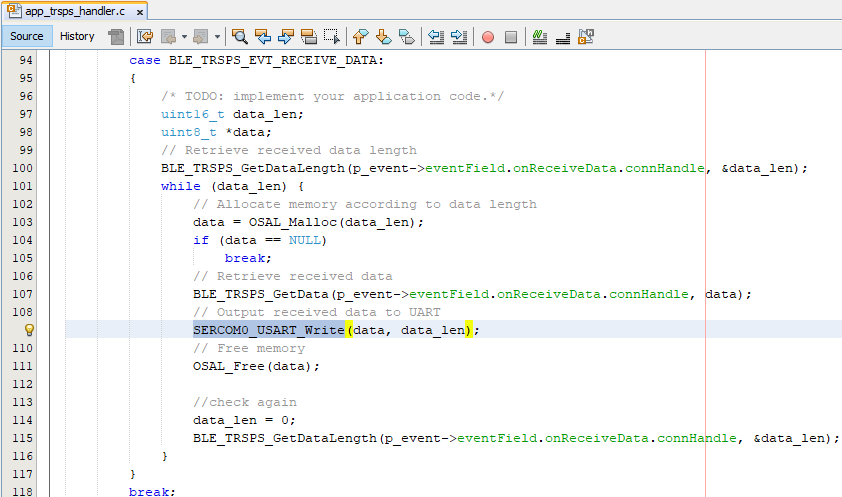 app_trsps_handler.c
Source History
94 case BLE_TRSPS_EVT_RECEIVE_DATA:
95 {
96 /* TODO: implement your application code.*/
97 uint16_t data_len;
98 uint8_t *data;
99 // Retrieve received data length
100 BLE_TRSPS_GetDataLength(p_event->eventField.onReceiveData.connHandle, &data_len);
101 while (data_len) {
102 // Allocate memory according to data length
103 data = OSAL_Malloc(data_len);
104 if (data == NULL)
105 break;
106 // Retrieve received data
107 BLE_TRSPS_GetData(p_event->eventField.onReceiveData.connHandle, data);
108 // Output received data to UART
SERCOM0_USART_Write(data, data_len);
110 // Free memory
111 OSAL_Free(data);
112
113 //check again
114 data_len = 0;
115 BLE_TRSPS_GetDataLength(p_event->eventField.onReceiveData.connHandle, &data_len);
116 }
117 }
118 break;